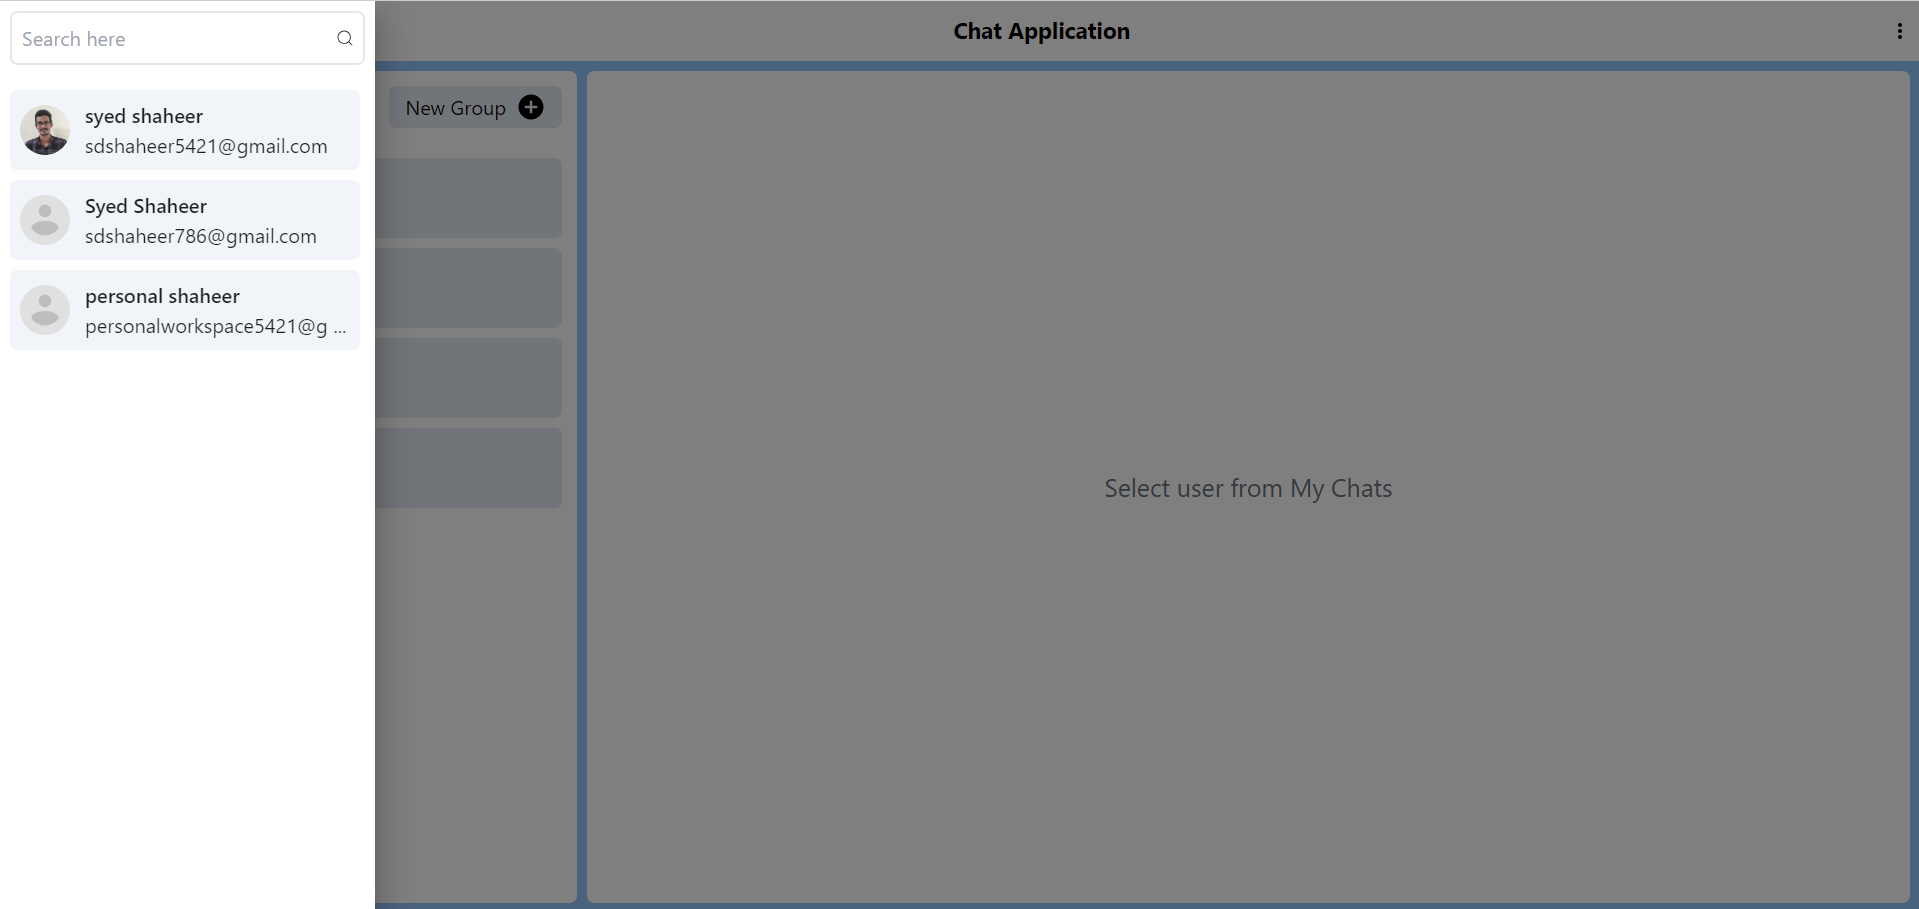 Search here
syed shaheer
sdshaheer5421@gmail.com
Syed Shaheer
sdshaheer786@gmail.com
personal shaheer
personalworkspace5421@g ...
Chat Application
New Group
Select user from My Chats